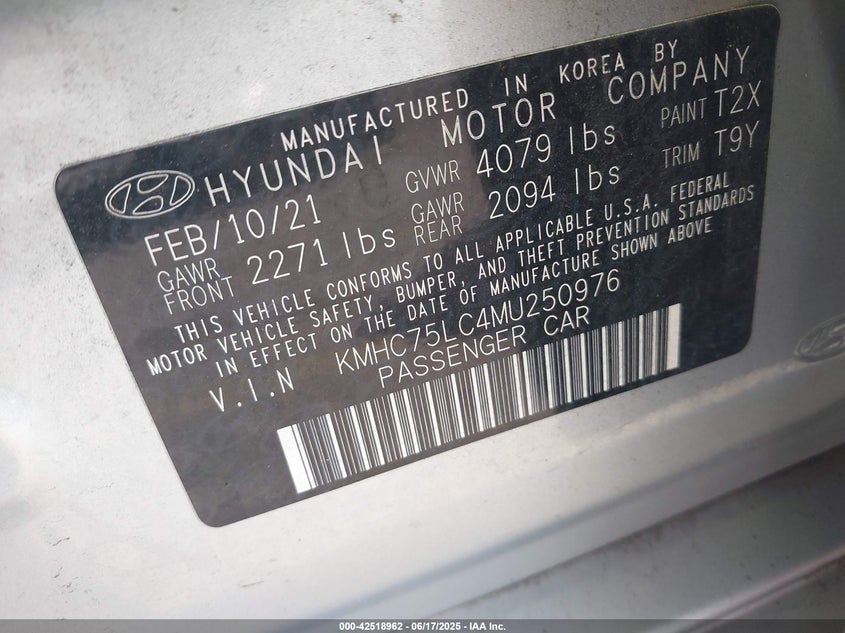 MANUFACTURED IN KOREA BY
HYUNDAI MOTOR COMPANY
FEB/10/21 GVWR 4079 lbs PAINT T2X
GAWR FRONT 2271 lbs GAWR REAR 2094 lbs TRIM T9Y
THIS VEHICLE CONFORMS TO ALL APPLICABLE U.S.A. FEDERAL
MOTOR VEHICLE SAFETY, BUMPER, AND THEFT PREVENTION STANDARDS
IN EFFECT ON THE DATE OF MANUFACTURE SHOWN ABOVE
V.I.N KMHC75LC4MU250976
PASSENGER CAR
000-42518962 - 06/17/2025 - IAA Inc.